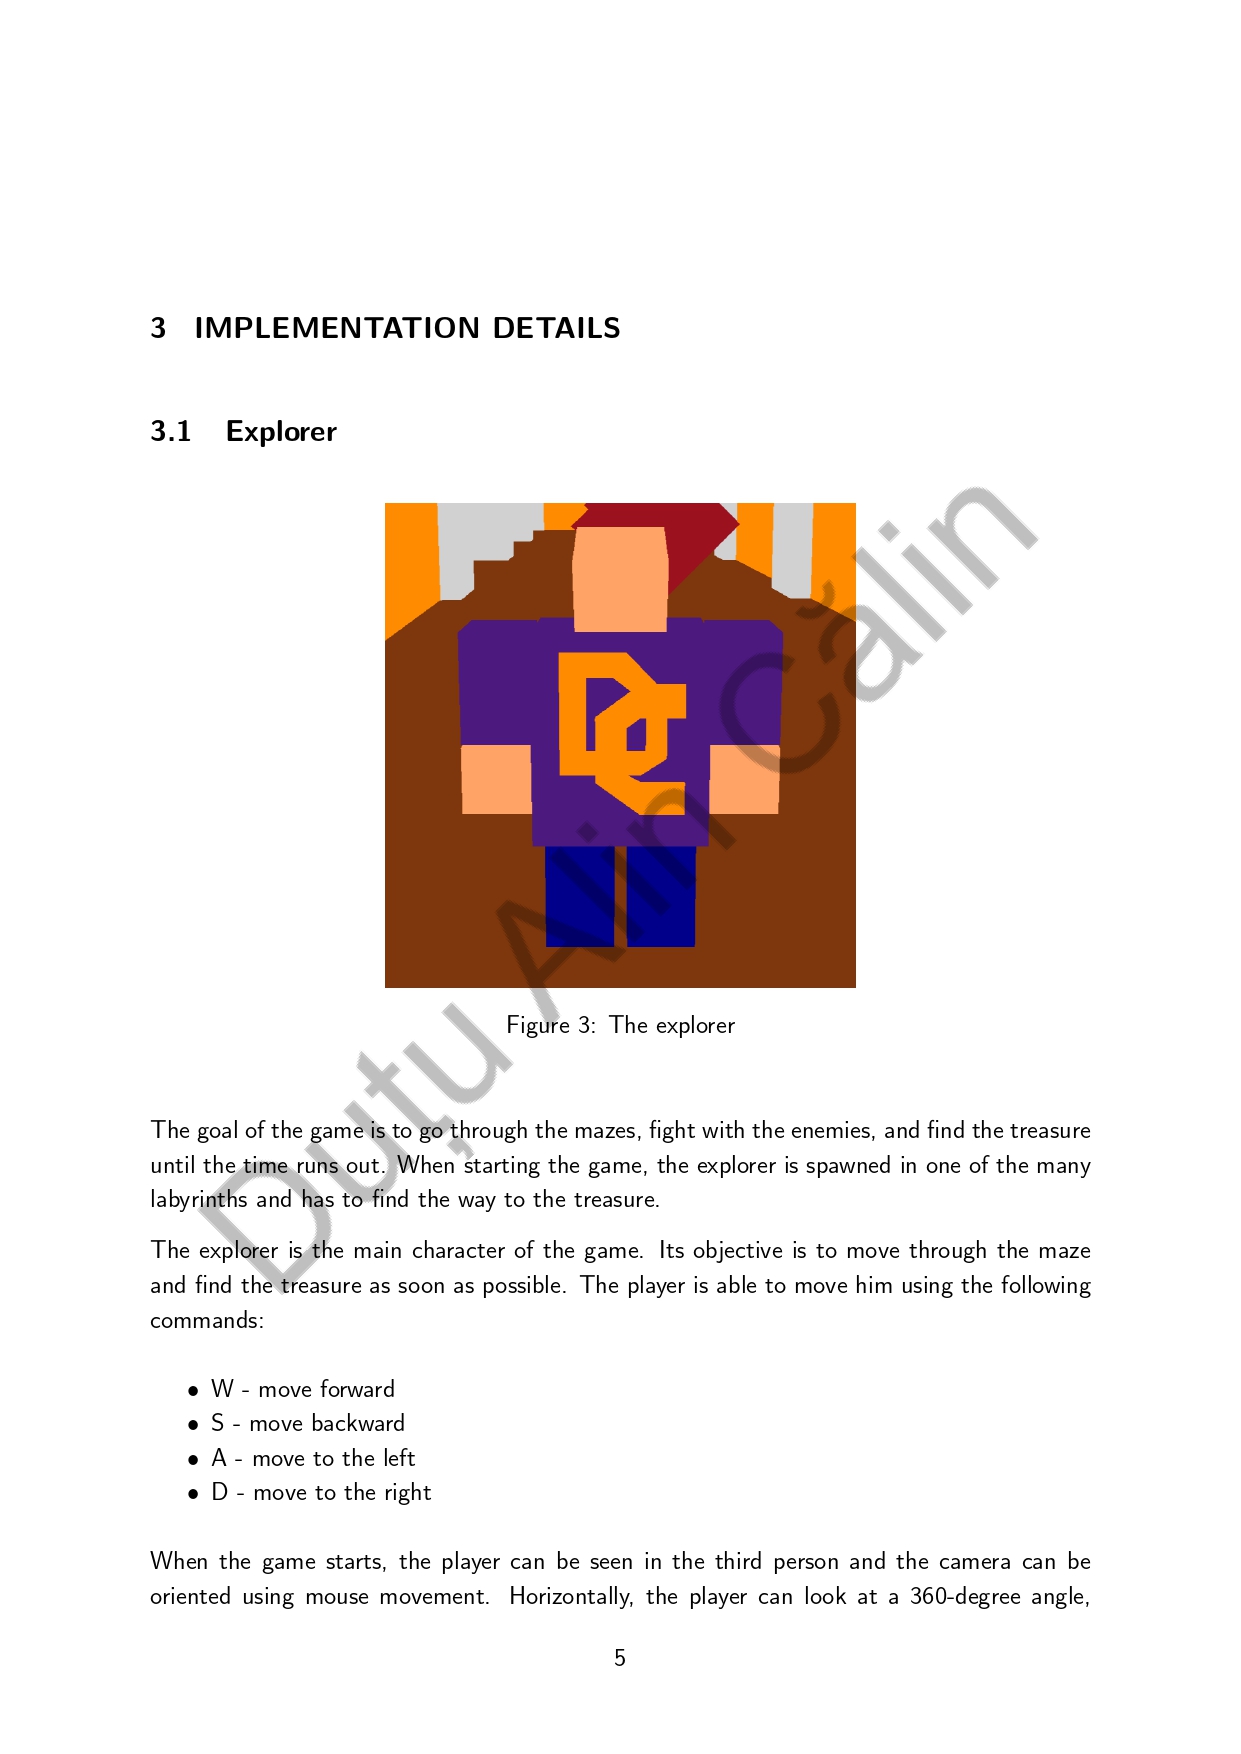 3 IMPLEMENTATION DETAILS
3.1 Explorer
DC
Figure 3: The explorer
The goal of the game is to go through the mazes, fight with the enemies, and find the treasure
until the time runs out. When starting the game, the explorer is spawned in one of the many
labyrinths and has to find the way to the treasure.
The explorer is the main character of the game. Its objective is to move through the maze
and find the treasure as soon as possible. The player is able to move him using the following
commands:
• W - move forward
• S - move backward
• A - move to the left
• D - move to the right
When the game starts, the player can be seen in the third person and the camera can be
oriented using mouse movement. Horizontally, the player can look at a 360-degree angle,
5
Duțu Alin Călin